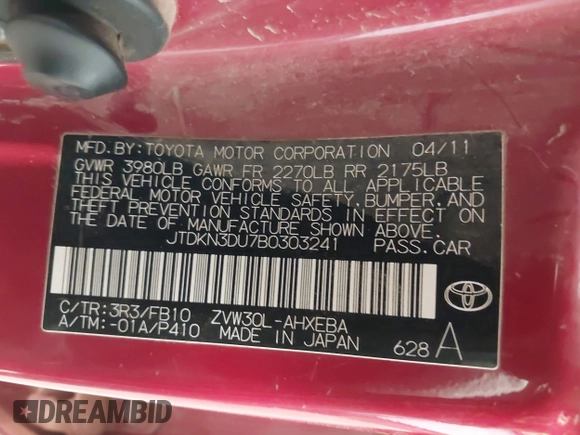 MFD. BY: TOYOTA MOTOR CORPORATION 04/11
GVWR 3980LB GAWR FR 2270LB RR 2175LB
THIS VEHICLE CONFORMS TO ALL APPLICABLE
FEDERAL MOTOR VEHICLE SAFETY, BUMPER, AND
THEFT PREVENTION STANDARDS IN EFFECT ON
THE DATE OF MANUFACTURE SHOWN ABOVE.
JTDKN3DU7B0303241 PASS. CAR
C/TR: 3R3/FB10 ZVW30L-AHXEBA
A/TM: -01A/P410 MADE IN JAPAN 628 A
DREAMBID